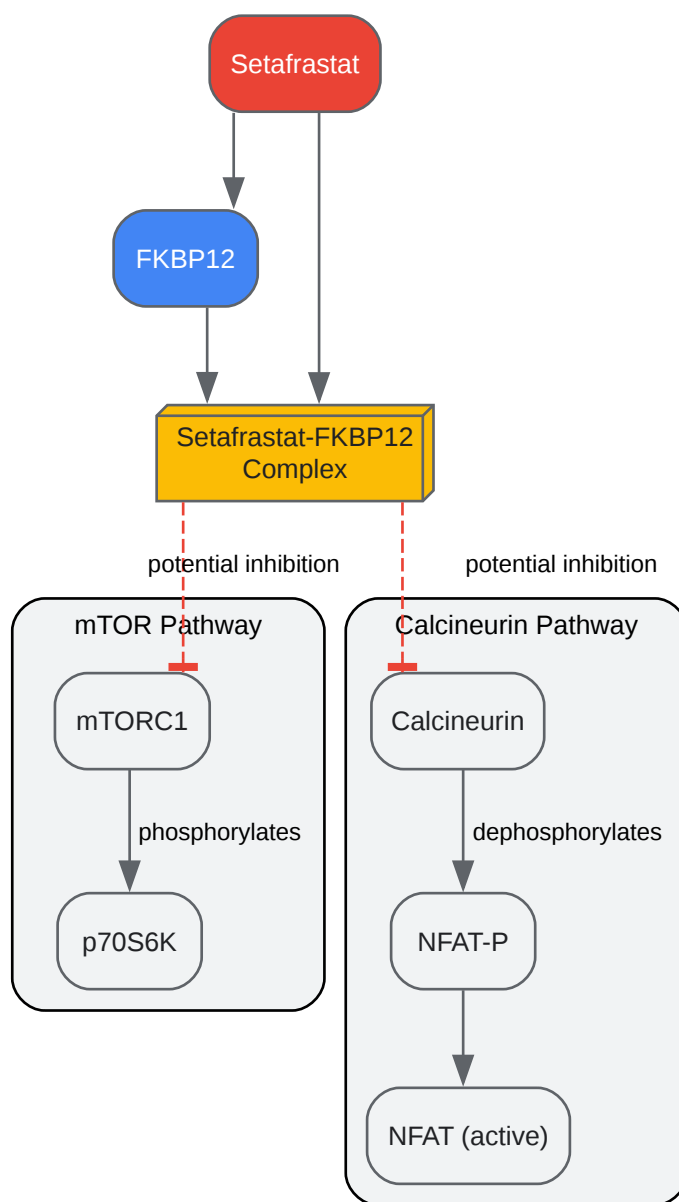 Setafrastat
FKBP12
Setafrastat-FKBP12
Complex
potential inhibition
potential inhibition
mTOR Pathway
Calcineurin Pathway
mTORC1
Calcineurin
phosphorylates
dephosphorylates
p70S6K
NFAT-P
NFAT (active)